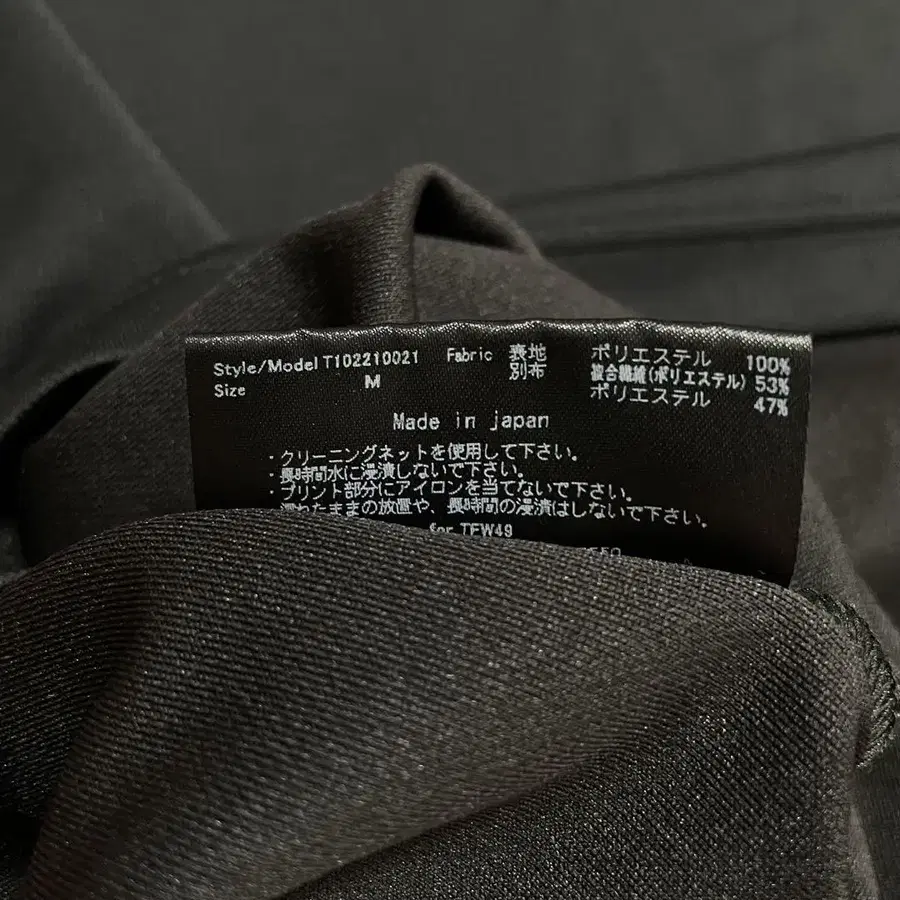 Style/Model T102210021 Fabric 表地 ポリエステル 100%
Size M 別布 複合繊維(ポリエステル) 53%
ポリエステル 47%
Made in japan
・クリーニングネットを使用して下さい。
・長時間水に浸漬しないで下さい。
・プリント部分にアイロンを当てないで下さい。
濡れたままの放置や、長時間の浸漬はしないで下さい。
for TFW49